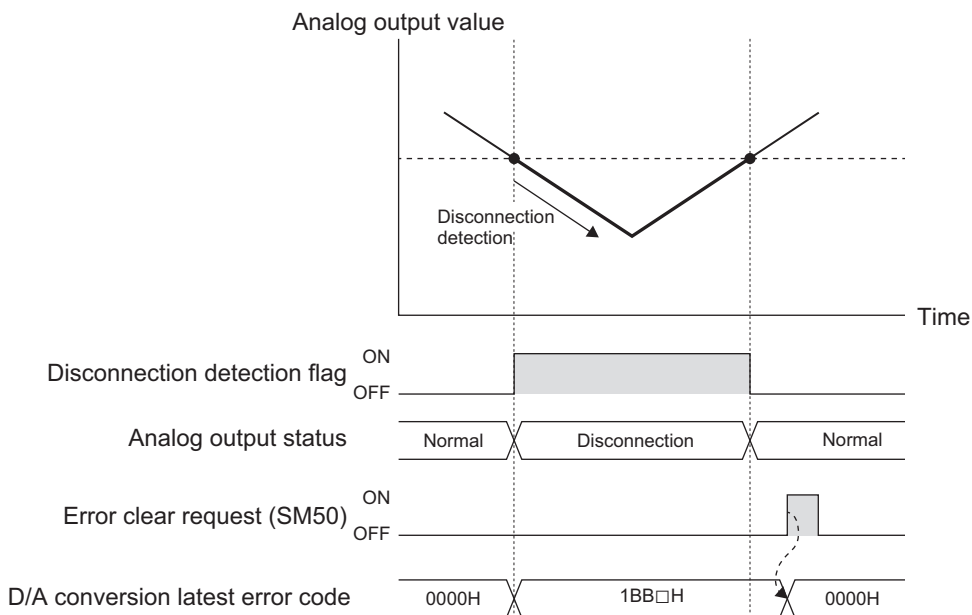 Analog output value
Disconnection
detection
Time
Disconnection detection flag
ON
OFF
Analog output status
Normal
Disconnection
Normal
Error clear request (SM50)
ON
OFF
D/A conversion latest error code
0000H
1BB□H
0000H